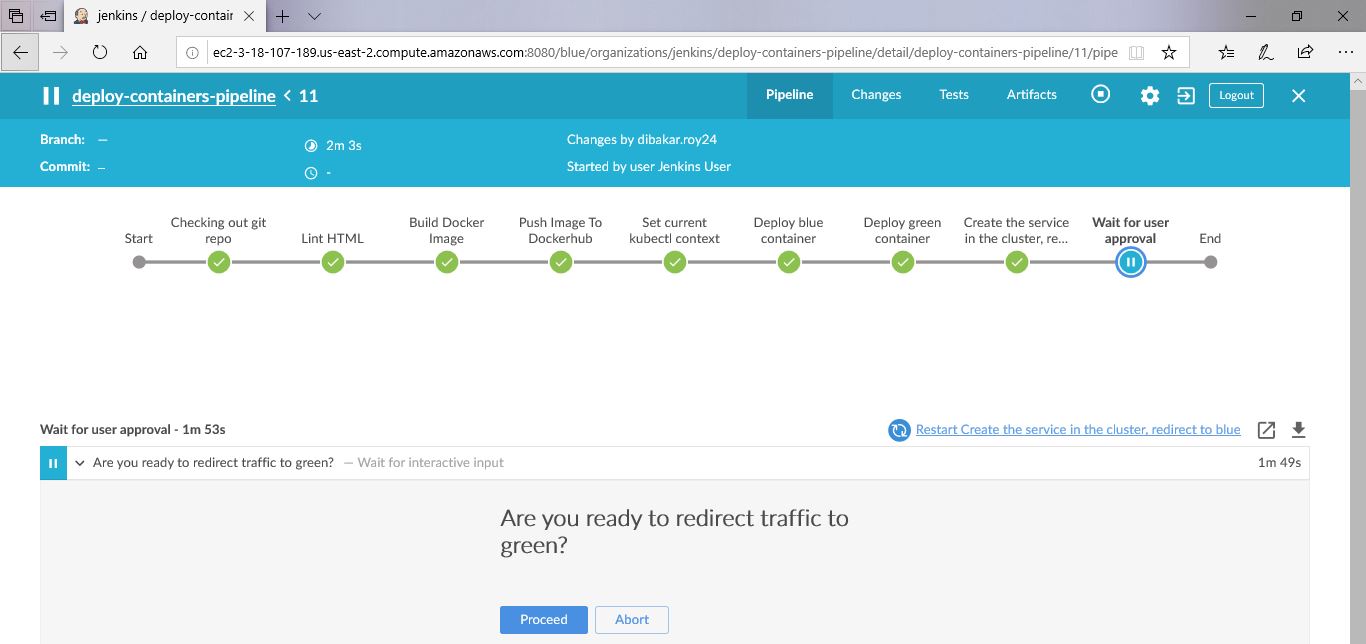 jenkins / deploy-contair
ec2-3-18-107-189.us-east-2.compute.amazonaws.com:8080/blue/organizations/jenkins/deploy-containers-pipeline/detail/deploy-containers-pipeline/11/pipe
deploy-containers-pipeline < 11
Pipeline
Changes
Tests
Artifacts
Logout
Branch: —
2m 3s
Changes by dibakar.roy24
Commit: –
-
Started by user Jenkins User
Start
Checking out git
repo
Lint HTML
Build Docker
Image
Push Image To
Dockerhub
Set current
kubectl context
Deploy blue
container
Deploy green
container
Create the service
in the cluster, re...
Wait for user
approval
End
Wait for user approval - 1m 53s
Restart Create the service in the cluster, redirect to blue
Are you ready to redirect traffic to green? — Wait for interactive input
1m 49s
Are you ready to redirect traffic to
green?
Proceed
Abort